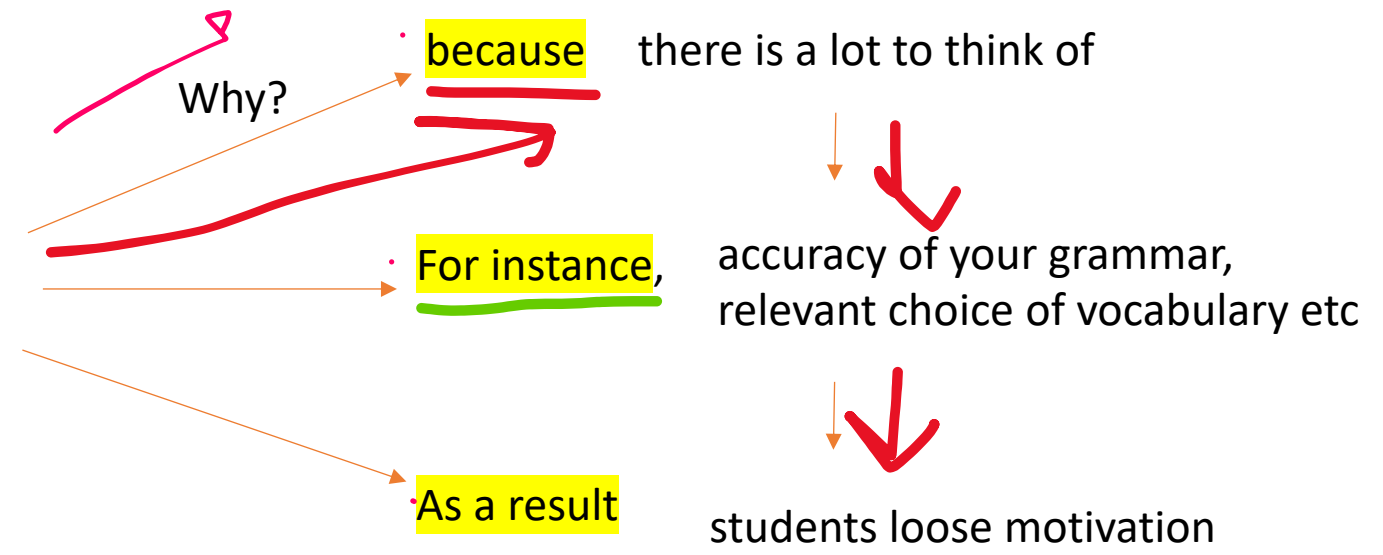 because there is a lot to think of
Why?
For instance, accuracy of your grammar,
relevant choice of vocabulary etc
As a result students loose motivation